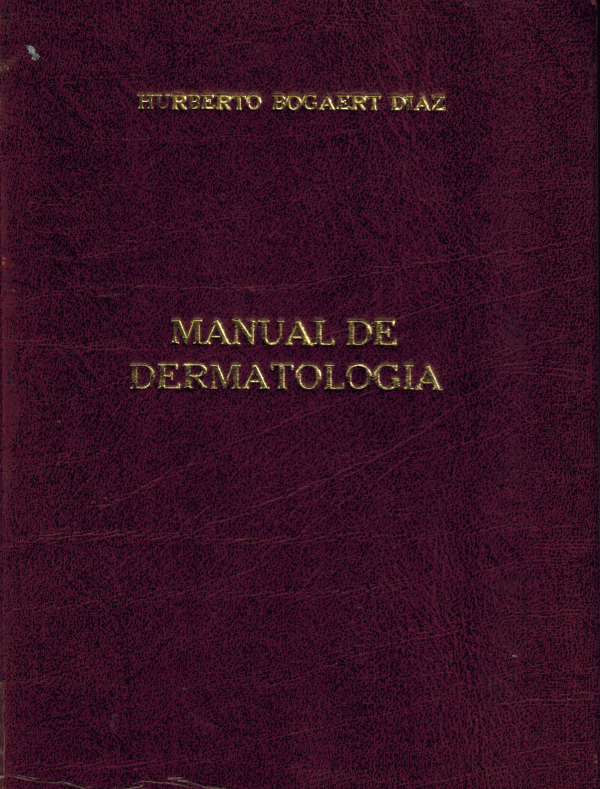 HURBERTO BOGAERT DIAZ
MANUAL DE
DERMATOLOGIA